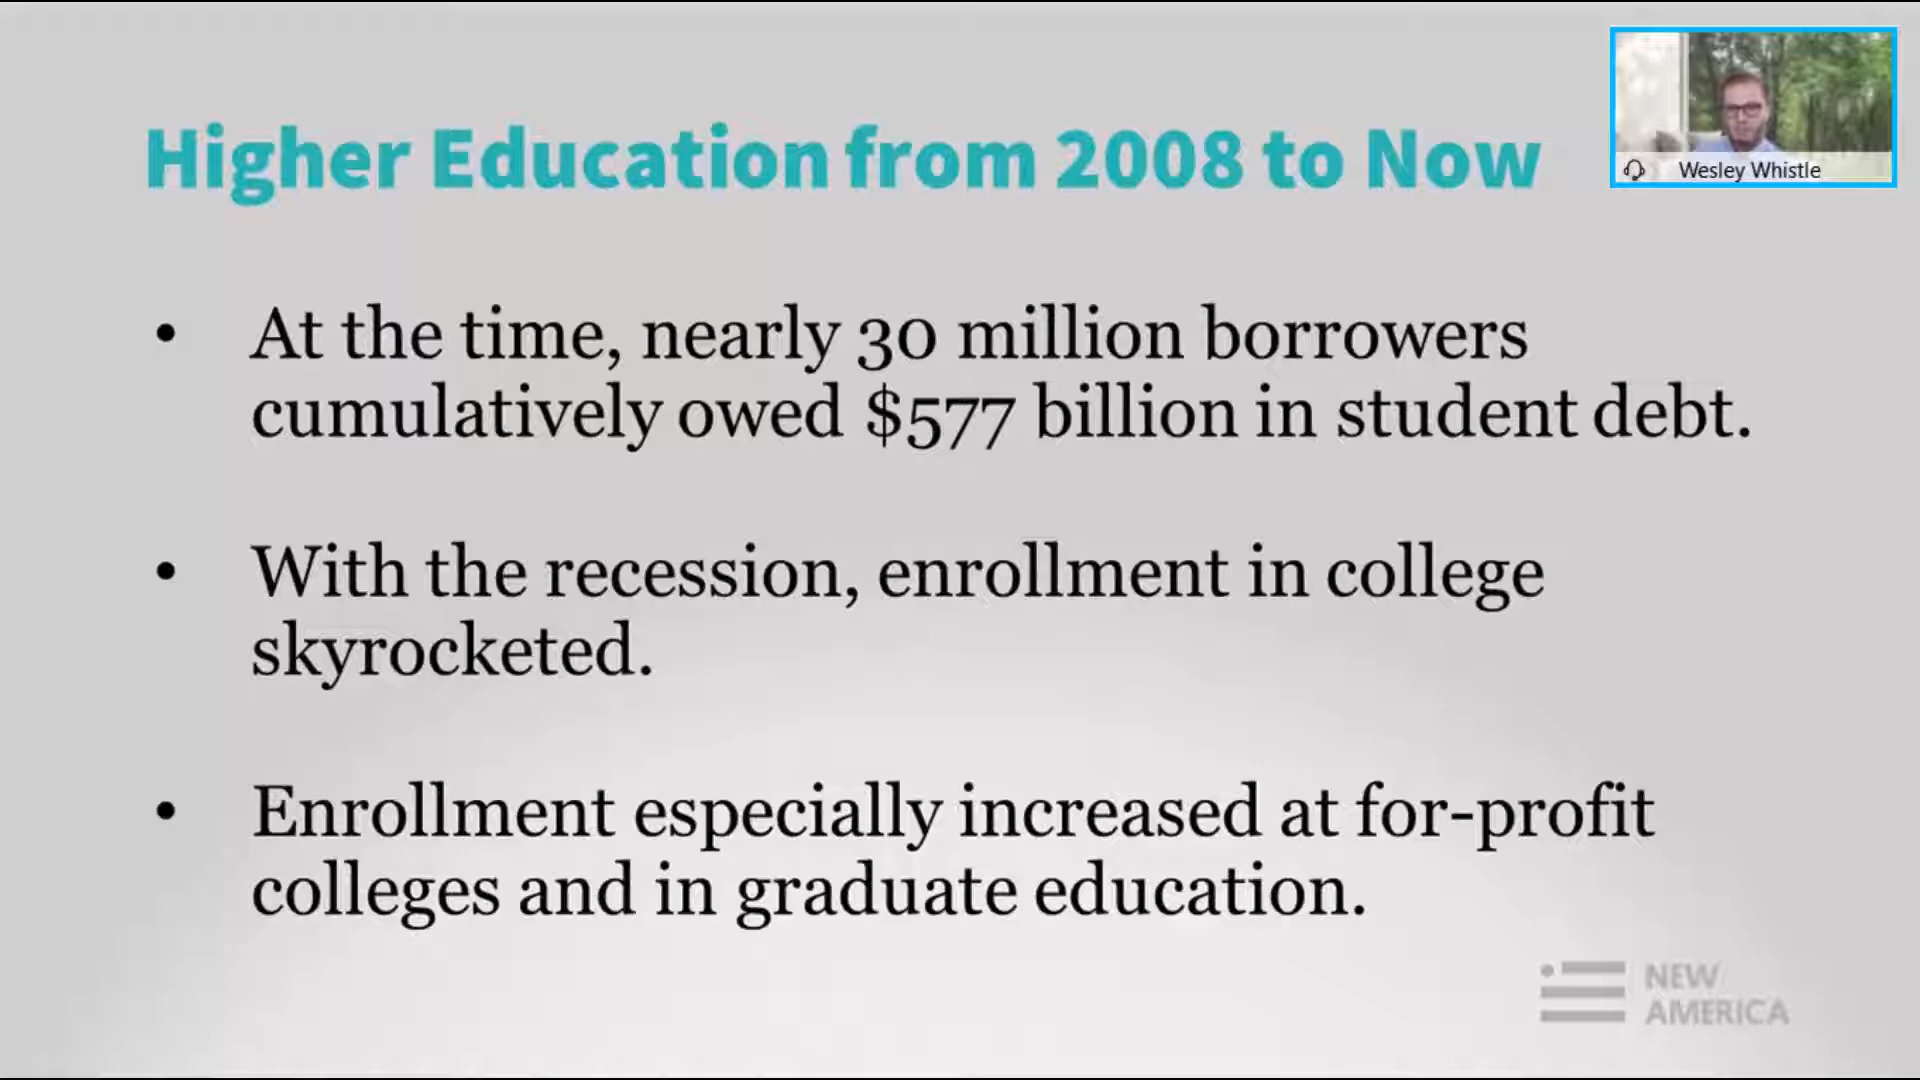 Higher Education from 2008 to Now
Wesley Whistle
• At the time, nearly 30 million borrowers
cumulatively owed $577 billion in student debt.
• With the recession, enrollment in college
skyrocketed.
• Enrollment especially increased at for-profit
colleges and in graduate education.
NEW
AMERICA